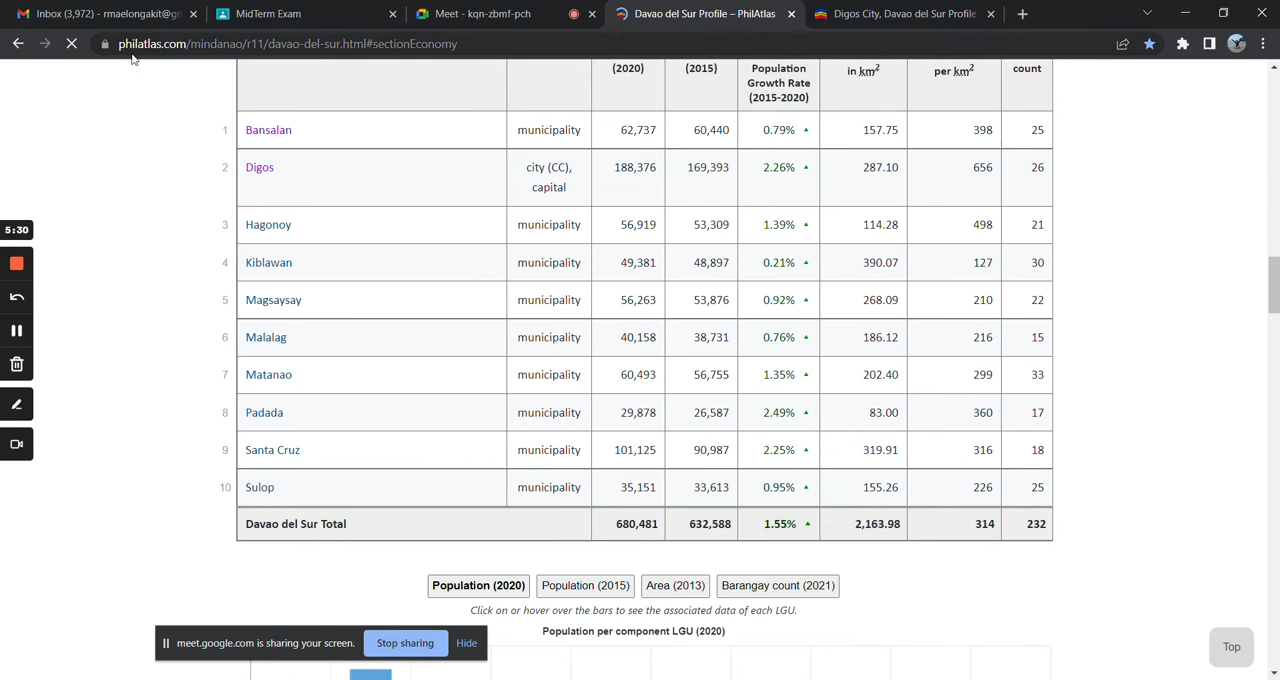 Inbox (3,972) - rmaelongakit@gm
MidTerm Exam
Meet - kqn-zbmf-pch
Davao del Sur Profile – PhilAtlas
Digos City, Davao del Sur Profile
philatlas.com/mindanao/r11/davao-del-sur.html#sectionEconomy
(2020) (2015) Population in km² per km² count
Growth Rate
(2015-2020)
1 Bansalan municipality 62,737 60,440 0.79% ▲ 157.75 398 25
2 Digos city (CC), 188,376 169,393 2.26% ▲ 287.10 656 26
capital
3 Hagonoy municipality 56,919 53,309 1.39% ▲ 114.28 498 21
4 Kiblawan municipality 49,381 48,897 0.21% ▲ 390.07 127 30
5 Magsaysay municipality 56,263 53,876 0.92% ▲ 268.09 210 22
6 Malalag municipality 40,158 38,731 0.76% ▲ 186.12 216 15
7 Matanao municipality 60,493 56,755 1.35% ▲ 202.40 299 33
8 Padada municipality 29,878 26,587 2.49% ▲ 83.00 360 17
9 Santa Cruz municipality 101,125 90,987 2.25% ▲ 319.91 316 18
10 Sulop municipality 35,151 33,613 0.95% ▲ 155.26 226 25
Davao del Sur Total 680,481 632,588 1.55% ▲ 2,163.98 314 232
5:30
Population (2020) Population (2015) Area (2013) Barangay count (2021)
Click on or hover over the bars to see the associated data of each LGU.
Population per component LGU (2020)
meet.google.com is sharing your screen. Stop sharing Hide
Top